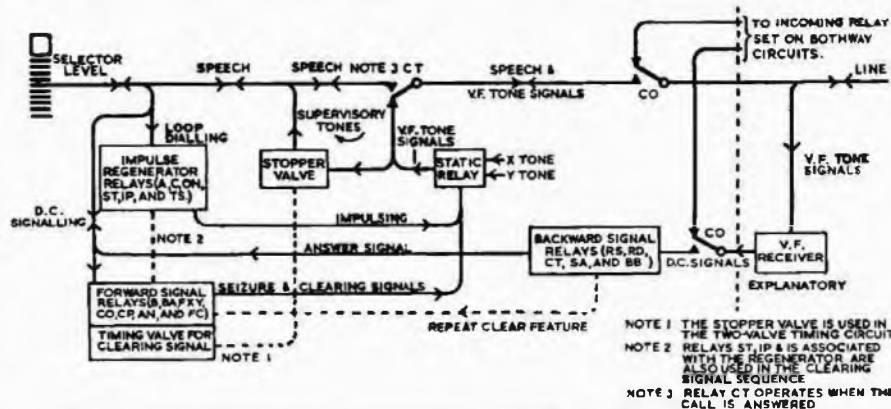 TO INCOMING RELAY
SET ON BOTHWAY
CIRCUITS.
SELECTOR
LEVEL
SPEECH
SPEECH
NOTE 3
CT
SPEECH &
V.F. TONE SIGNALS
CO
LINE
LOOP
DIALLING
SUPERVISORY
TONES
V.F. TONE
SIGNALS
IMPULSE
REGENERATOR
RELAYS(A,C,ON,
ST,IP, AND TS.)
STOPPER
VALVE
STATIC
RELAY
X TONE
Y TONE
V.F. TONE
SIGNALS
D.C.
SIGNALLING
IMPULSING
NOTE 2
ANSWER SIGNAL
BACKWARD SIGNAL
RELAYS (RS,RD,
CT, SA, AND BB)
CO
D.C. SIGNALS
V.F.
RECEIVER
EXPLANATORY
FORWARD SIGNAL
RELAYS(B,BA,FXY,
CO,CP,AN,AND FC)
SEIZURE & CLEARING SIGNALS
TIMING VALVE FOR
CLEARING SIGNAL
NOTE 1
REPEAT CLEAR FEATURE
NOTE 1 THE STOPPER VALVE IS USED IN
THE TWO-VALVE TIMING CIRCUIT
NOTE 2 RELAYS ST, IP & IS ASSOCIATED
WITH THE REGENERATOR ARE
ALSO USED IN THE CLEARING
SIGNAL SEQUENCE
NOTE 3 RELAY CT OPERATES WHEN THE
CALL IS ANSWERED